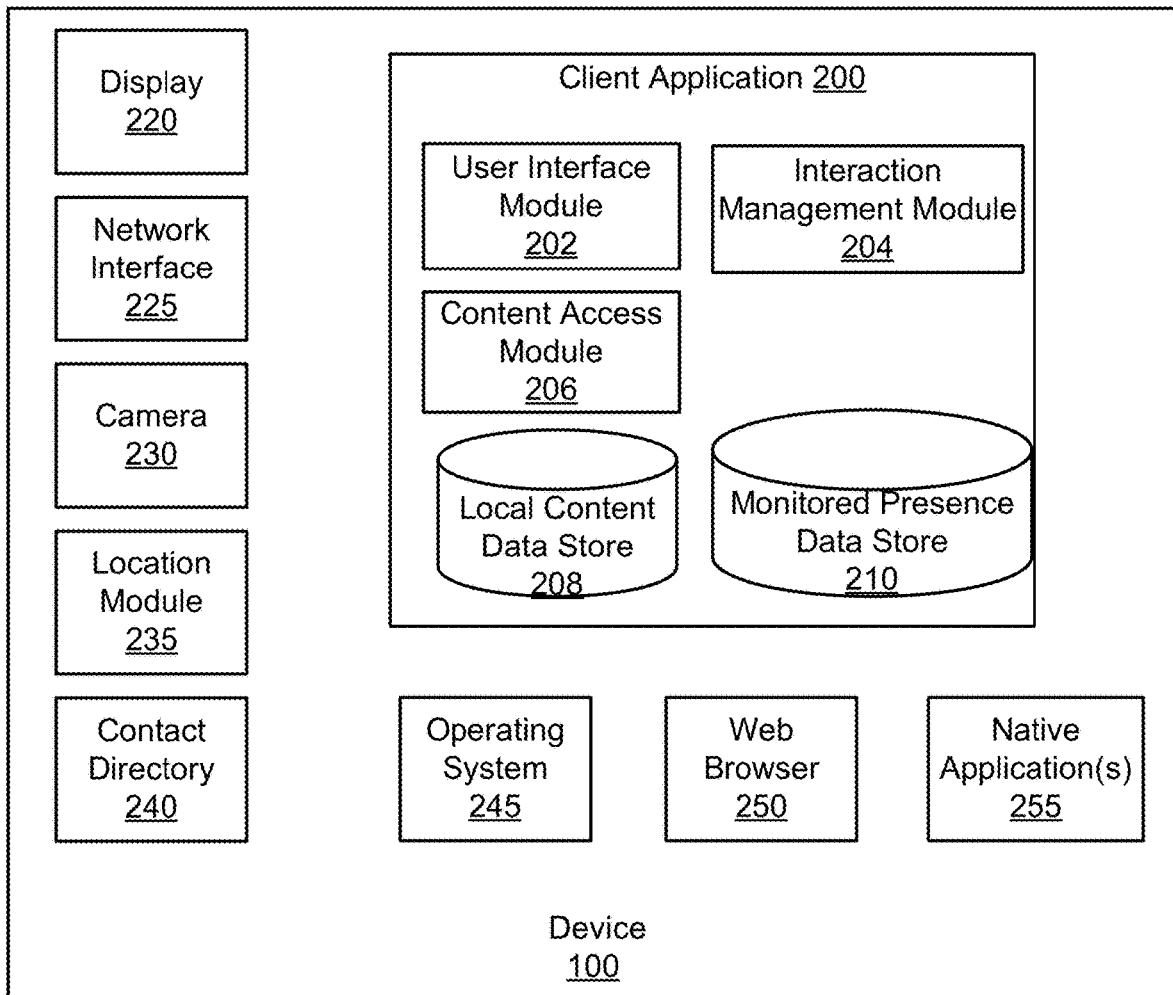 Display
220
Network
Interface
225
Camera
230
Location
Module
235
Contact
Directory
240
Client Application 200
User Interface
Module
202
Interaction
Management Module
204
Content Access
Module
206
Local Content
Data Store
208
Monitored Presence
Data Store
210
Operating
System
245
Web
Browser
250
Native
Application(s)
255
Device
100